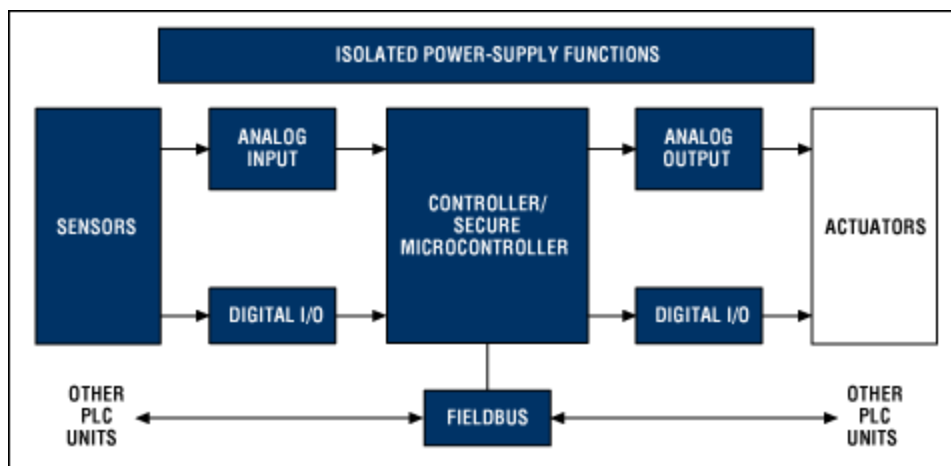 ISOLATED POWER-SUPPLY FUNCTIONS
SENSORS
ANALOG
INPUT
DIGITAL I/O
CONTROLLER/
SECURE
MICROCONTROLLER
ANALOG
OUTPUT
DIGITAL I/O
ACTUATORS
OTHER
PLC
UNITS
FIELDBUS
OTHER
PLC
UNITS